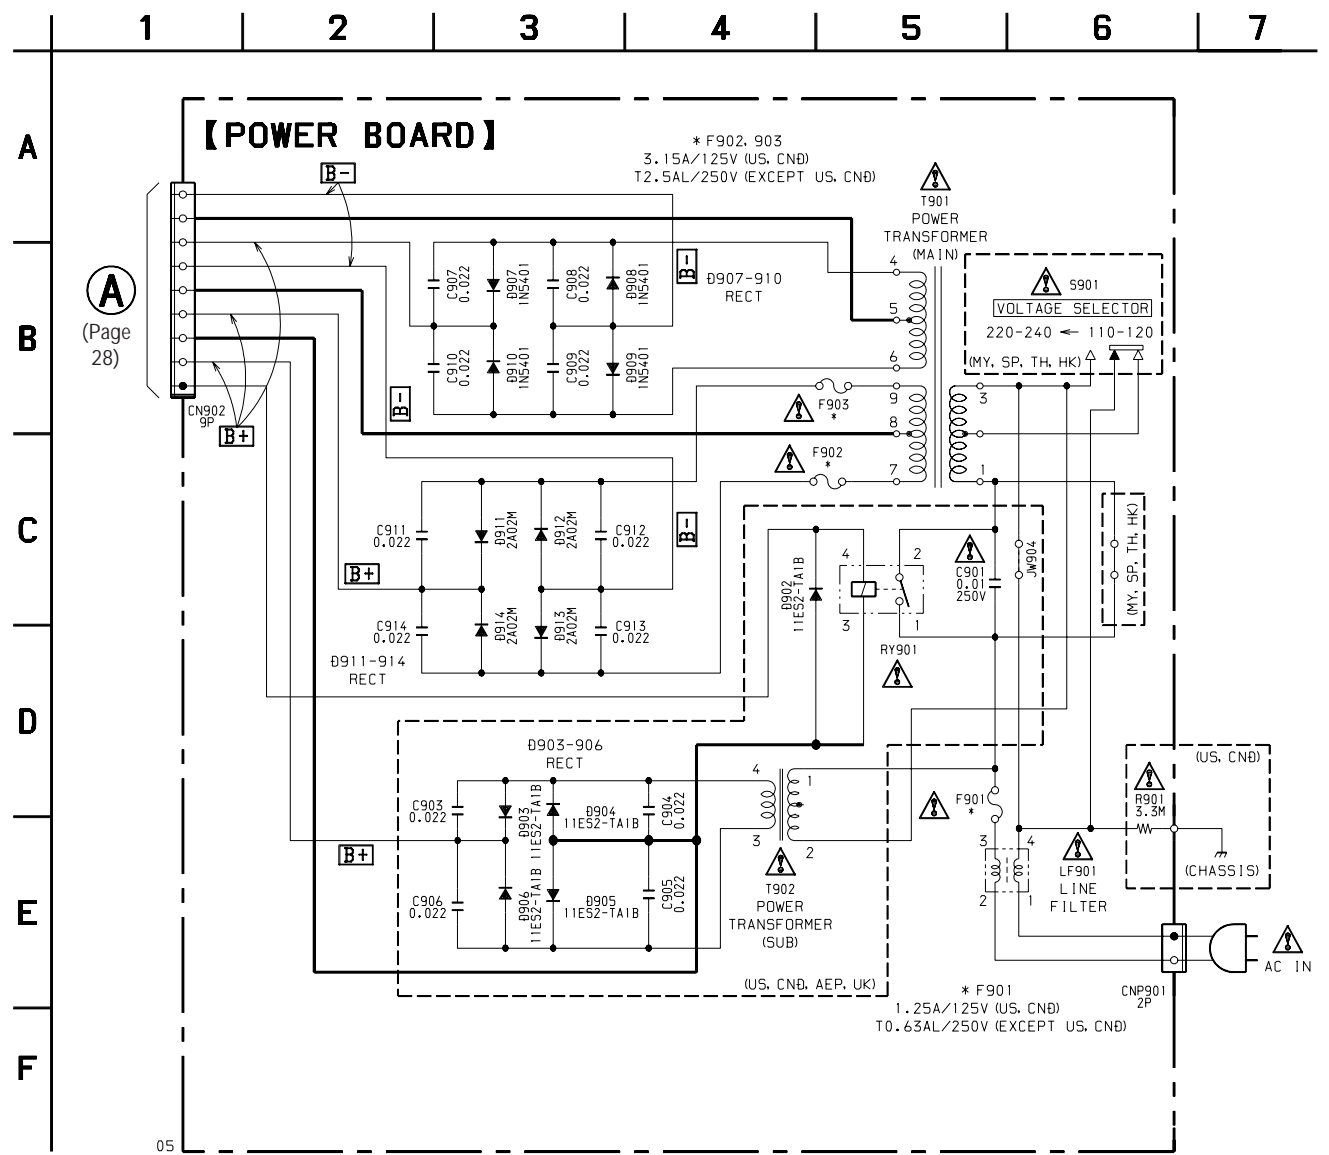 1 2 3 4 5 6 7
A
B
C
D
E
F
【POWER BOARD】
B-
* F902, 903
3.15A/125V (US, CND)
T2.5AL/250V (EXCEPT US, CND)
T901
POWER
TRANSFORMER
(MAIN)
A
(Page
28)
CN902
9P
B+
C907
0.022
D907
1N5401
C908
0.022
D908
1N5401
B-
D907-910
RECT
C910
0.022
D910
1N5401
C909
0.022
D909
1N5401
B-
4
5
6
9
8
7
3
1
S901
VOLTAGE SELECTOR
220-240 ← 110-120
(MY, SP, TH, HK)
F903
*
F902
*
C911
0.022
D911
2A02M
D912
2A02M
C912
0.022
B-
B+
C914
0.022
D914
2A02M
D913
2A02M
C913
0.022
D911-914
RECT
D902
11ES2-TA1B
4
2
3
1
RY901
C901
0.01
250V
JW904
(MY, SP, TH, HK)
D903-906
RECT
C903
0.022
D903
11ES2-TA1B
D904
11ES2-TA1B
C904
0.022
B+
C906
0.022
D906
11ES2-TA1B
D905
11ES2-TA1B
C905
0.022
4
1
3
2
T902
POWER
TRANSFORMER
(SUB)
(US, CND, AEP, UK)
F901
*
3
4
2
1
LF901
LINE
FILTER
(US, CND)
R901
3.3M
(CHASSIS)
CNP901
2P
AC IN
* F901
1.25A/125V (US, CND)
T0.63AL/250V (EXCEPT US, CND)
05